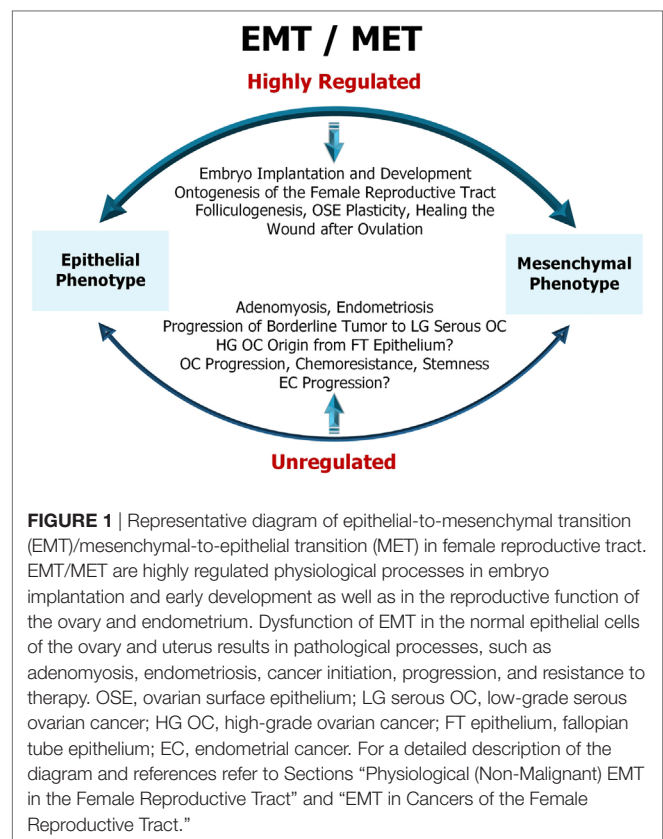 EMT / MET
Highly Regulated
Embryo Implantation and Development
Ontogenesis of the Female Reproductive Tract
Folliculogenesis, OSE Plasticity, Healing the
Wound after Ovulation
Epithelial
Phenotype
Mesenchymal
Phenotype
Adenomyosis, Endometriosis
Progression of Borderline Tumor to LG Serous OC
HG OC Origin from FT Epithelium?
OC Progression, Chemoresistance, Stemness
EC Progression?
Unregulated
FIGURE 1 | Representative diagram of epithelial-to-mesenchymal transition
(EMT)/mesenchymal-to-epithelial transition (MET) in female reproductive tract.
EMT/MET are highly regulated physiological processes in embryo
implantation and early development as well as in the reproductive function of
the ovary and endometrium. Dysfunction of EMT in the normal epithelial cells
of the ovary and uterus results in pathological processes, such as
adenomyosis, endometriosis, cancer initiation, progression, and resistance to
therapy. OSE, ovarian surface epithelium; LG serous OC, low-grade serous
ovarian cancer; HG OC, high-grade ovarian cancer; FT epithelium, fallopian
tube epithelium; EC, endometrial cancer. For a detailed description of the
diagram and references refer to Sections “Physiological (Non-Malignant) EMT
in the Female Reproductive Tract” and “EMT in Cancers of the Female
Reproductive Tract.”